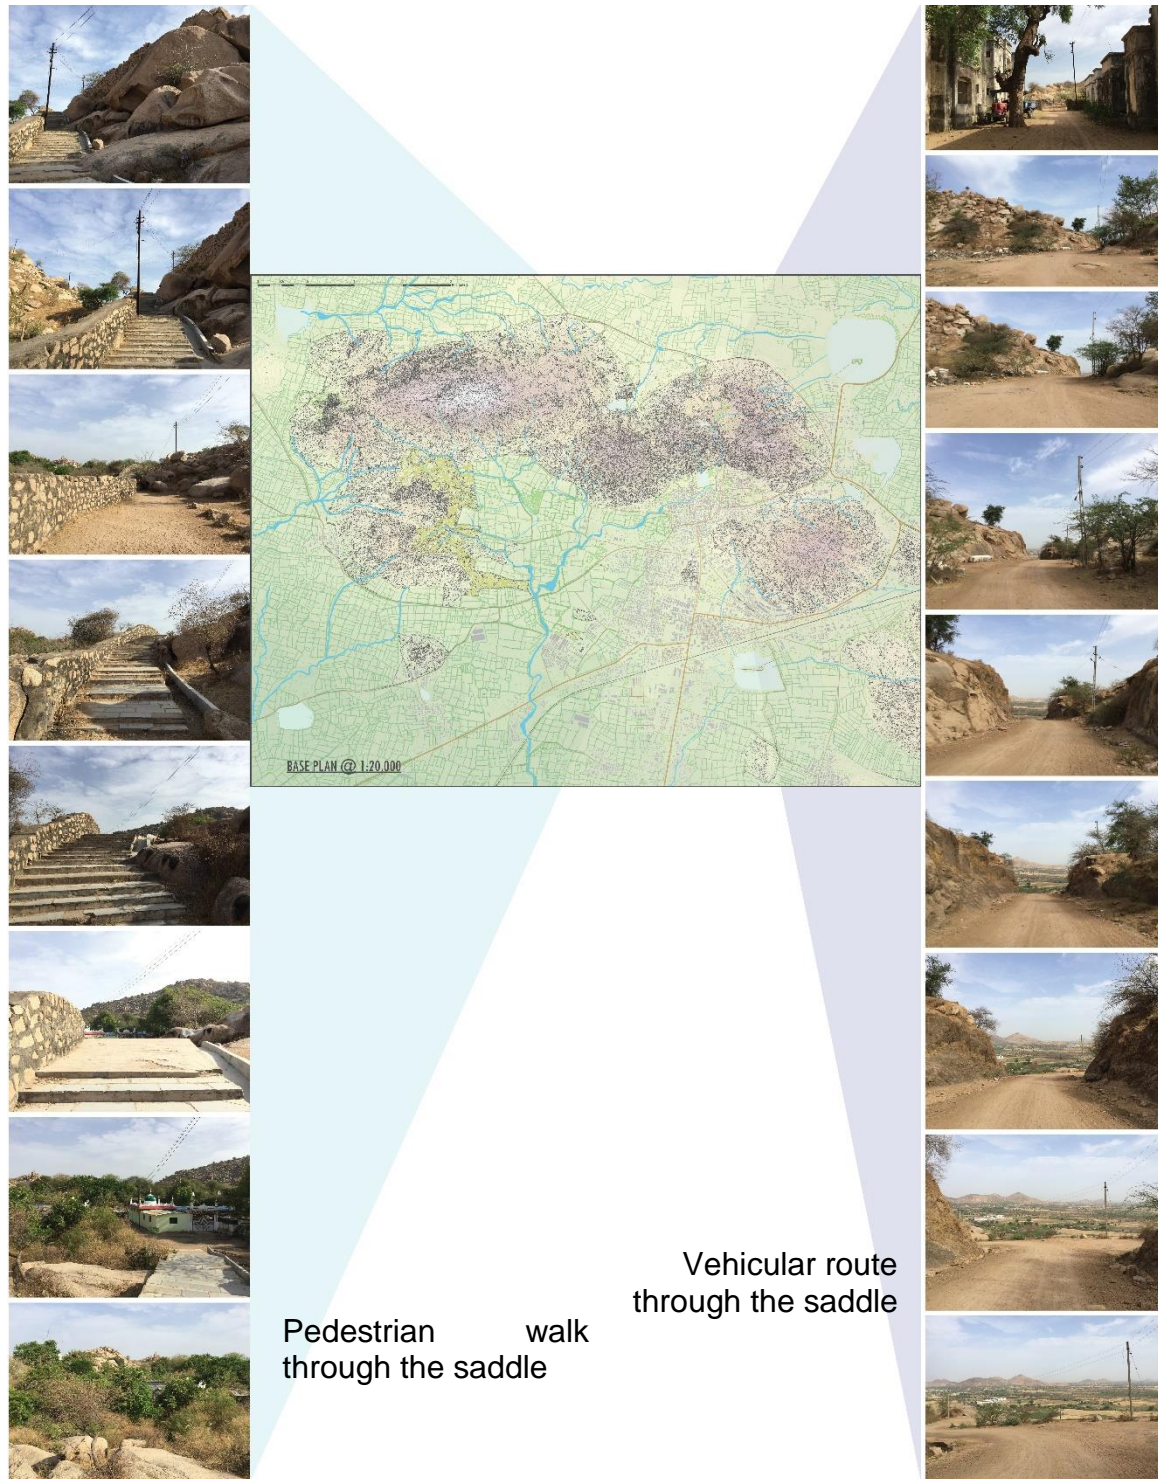 BASE PLAN @ 1:20,000
Vehicular route
through the saddle
Pedestrian walk
through the saddle